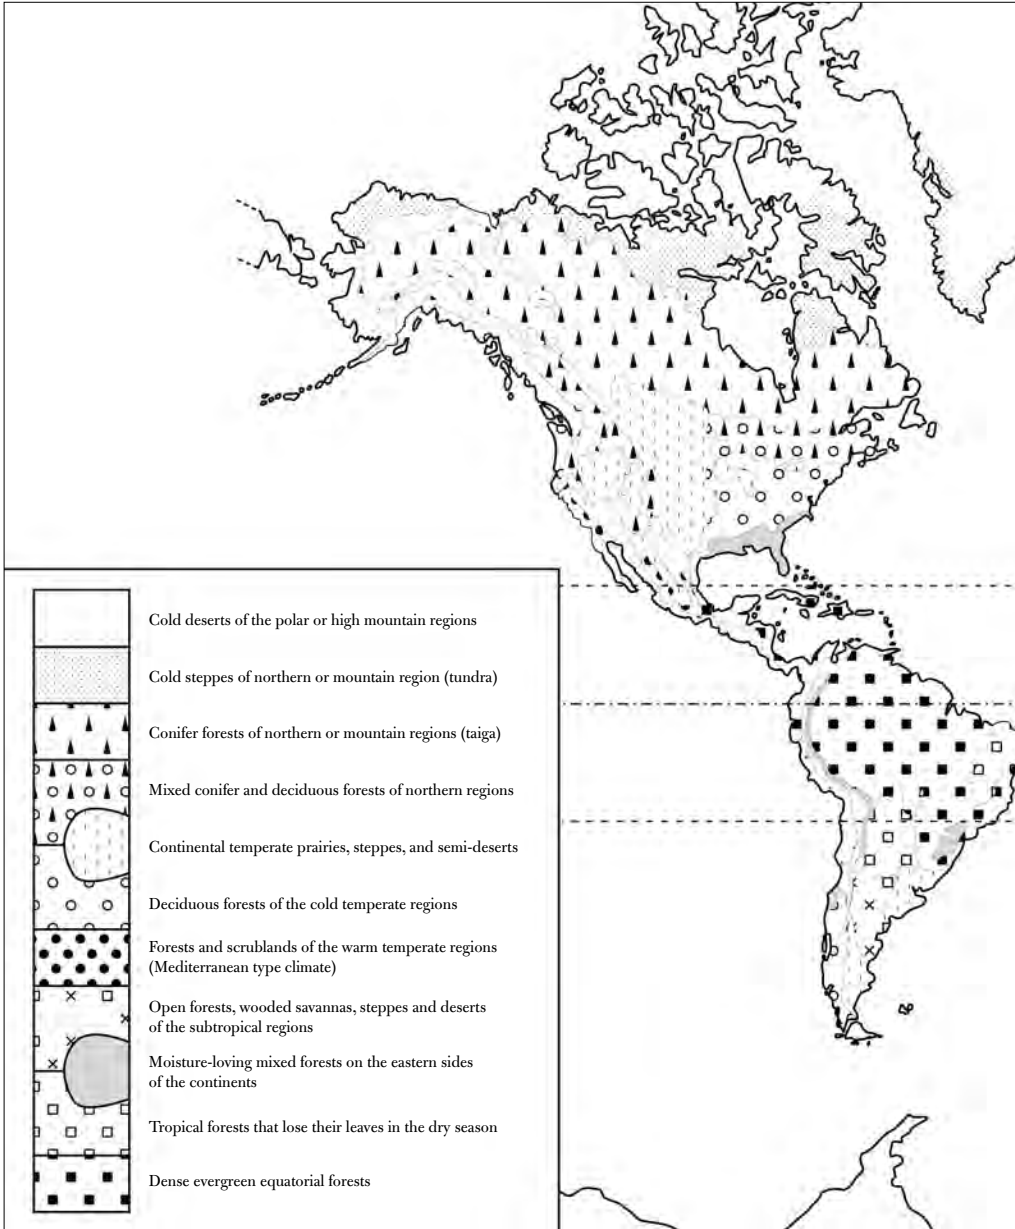 Cold deserts of the polar or high mountain regions
Cold steppes of northern or mountain region (tundra)
Conifer forests of northern or mountain regions (taiga)
Mixed conifer and deciduous forests of northern regions
Continental temperate prairies, steppes, and semi-deserts
Deciduous forests of the cold temperate regions
Forests and scrublands of the warm temperate regions
(Mediterranean type climate)
Open forests, wooded savannas, steppes and deserts
of the subtropical regions
Moisture-loving mixed forests on the eastern sides
of the continents
Tropical forests that lose their leaves in the dry season
Dense evergreen equatorial forests